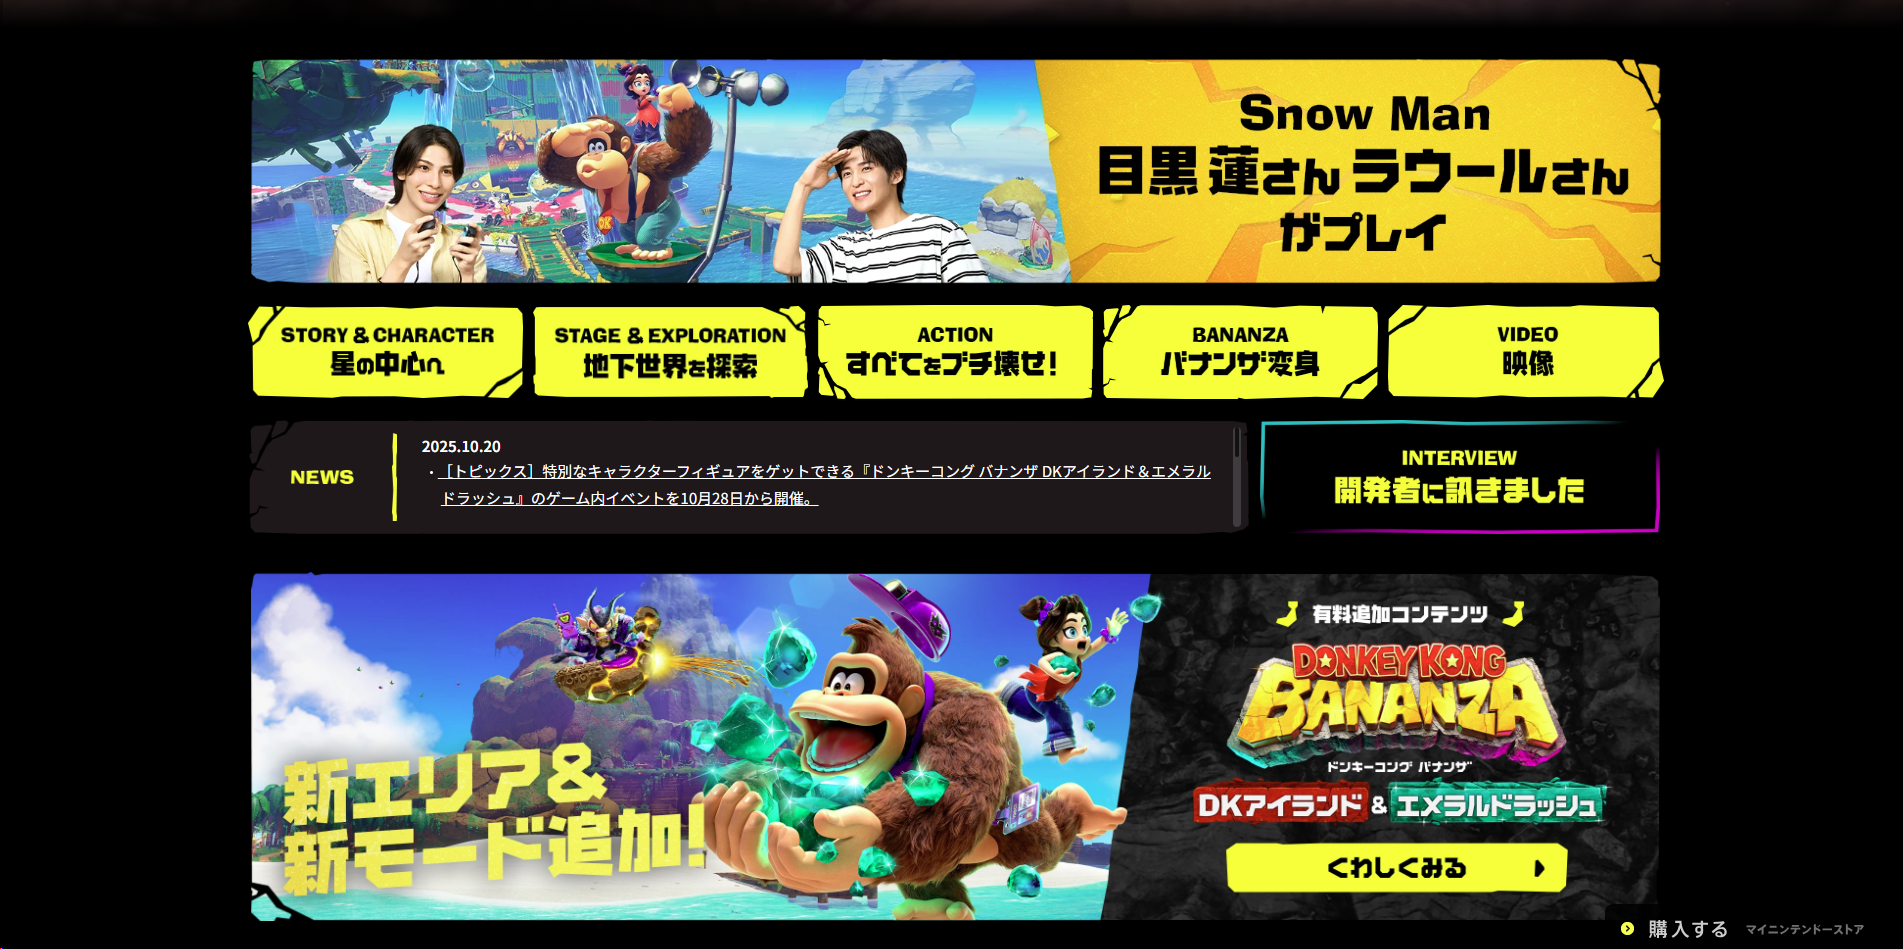 Snow Man
目黒 蓮さん ラウールさん
がプレイ
STORY & CHARACTER
星の中心へ
STAGE & EXPLORATION
地下世界を探索
ACTION
すべてをブチ壊せ！
BANANZA
バナンザ変身
VIDEO
映像
NEWS
2025.10.20
・［トピックス］特別なキャラクターフィギュアをゲットできる『ドンキーコング バナンザ DKアイランド＆エメラル
ドラッシュ』のゲーム内イベントを10月28日から開催。
INTERVIEW
開発者に訊きました
新エリア&
新モード追加!
有料追加コンテンツ
DONKEY KONG
BANANZA
ドンキーコング バナンザ
DKアイランド & エメラルドラッシュ
くわしくみる
購入する マイニンテンドーストア